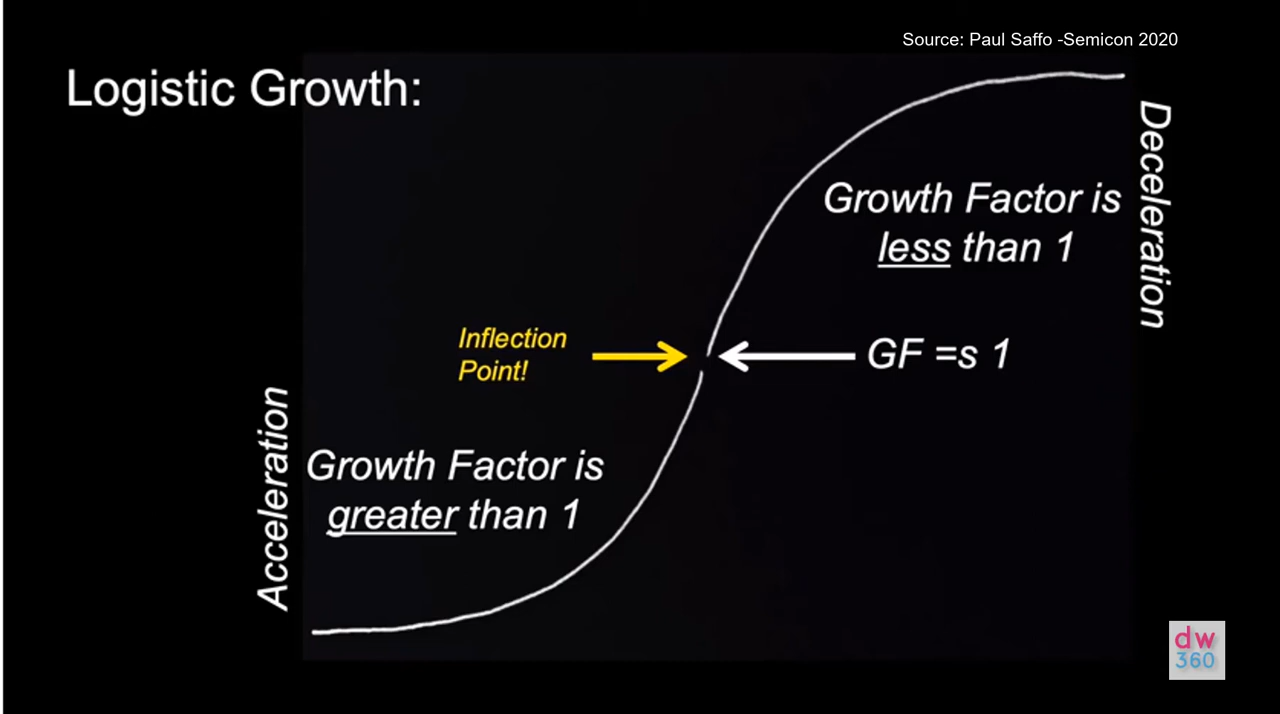 Source: Paul Saffo -Semicon 2020
Logistic Growth:
Deceleration
Growth Factor is
less than 1
Inflection
Point!
GF =s 1
Acceleration
Growth Factor is
greater than 1
dw
360